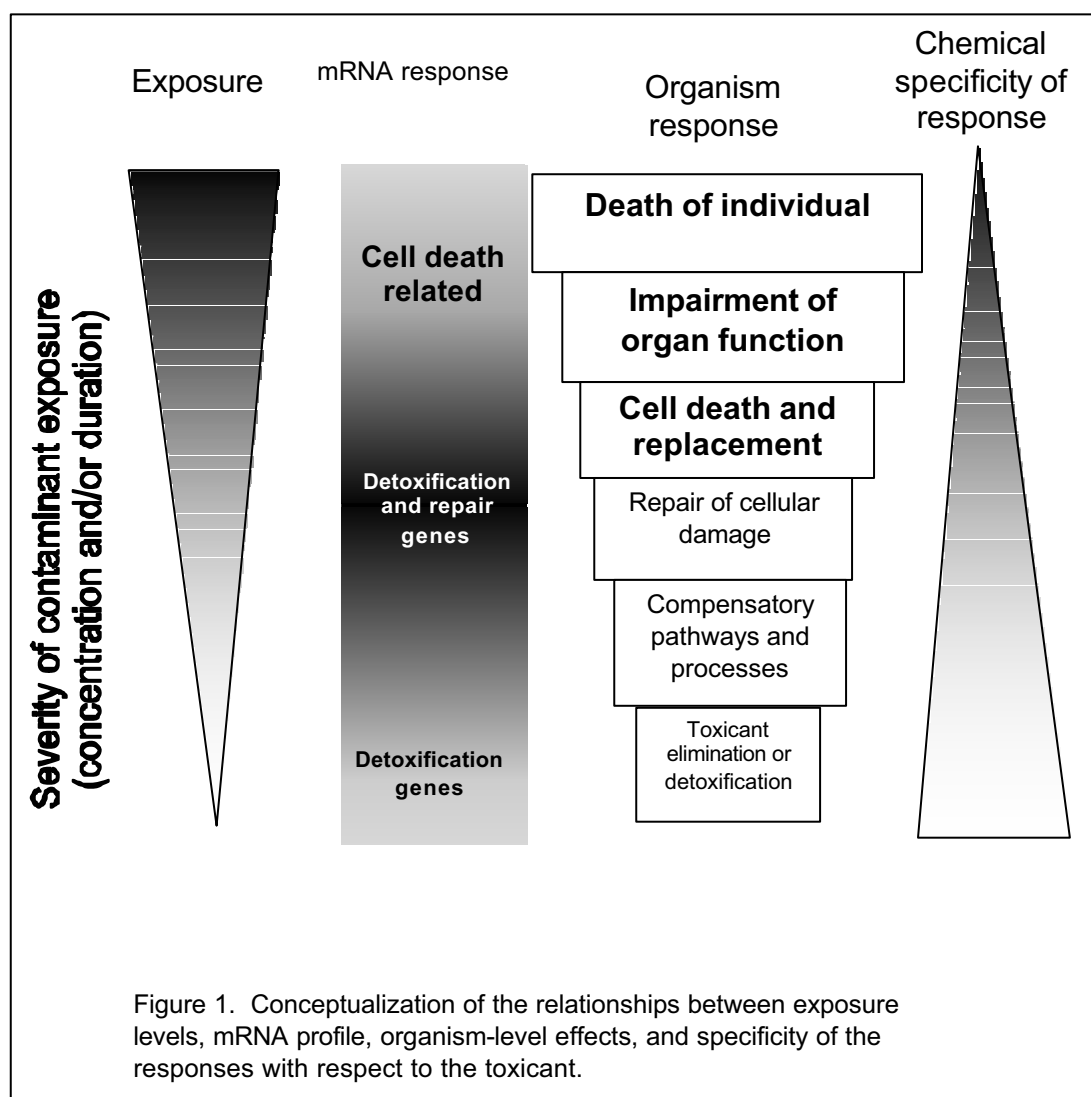 Exposure
mRNA response
Organism
response
Chemical
specificity of
response
Severity of contaminant exposure
(concentration and/or duration)
Cell death
related
Detoxification
and repair
genes
Detoxification
genes
Death of individual
Impairment of
organ function
Cell death and
replacement
Repair of cellular
damage
Compensatory
pathways and
processes
Toxicant
elimination or
detoxification
Figure 1.  Conceptualization of the relationships between exposure
levels, mRNA profile, organism-level effects, and specificity of the
responses with respect to the toxicant.